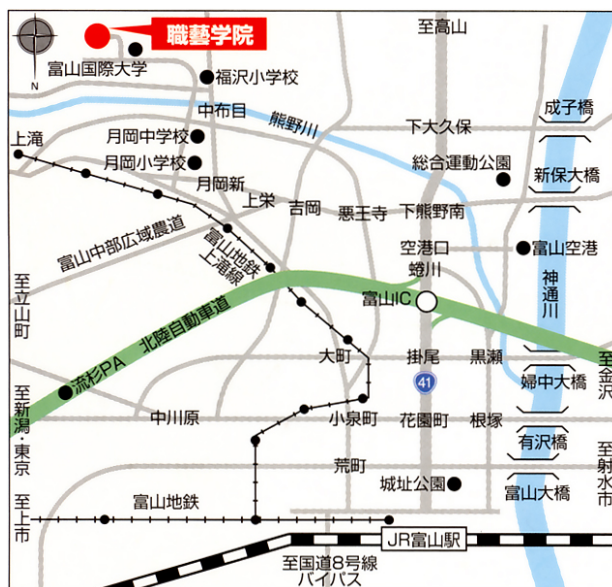 職藝学院
至高山
N
富山国際大学
福沢小学校
成子橋
中布目
熊野川
下大久保
月岡中学校
上滝
月岡小学校
総合運動公園
新保大橋
月岡新
上栄
吉岡
悪王寺
下熊野南
富山中部広域農道
富山地鉄
上滝線
空港口
富山空港
蜷川
神通川
至立山町
富山IC
北陸自動車道
大町
掛尾
黒瀬
至金沢
流杉PA
41
婦中大橋
至新潟・東京
中川原
小泉町
花園町
根塚
有沢橋
荒町
至射水市
城址公園
富山大橋
至上市
富山地鉄
JR富山駅
至国道8号線
バイパス